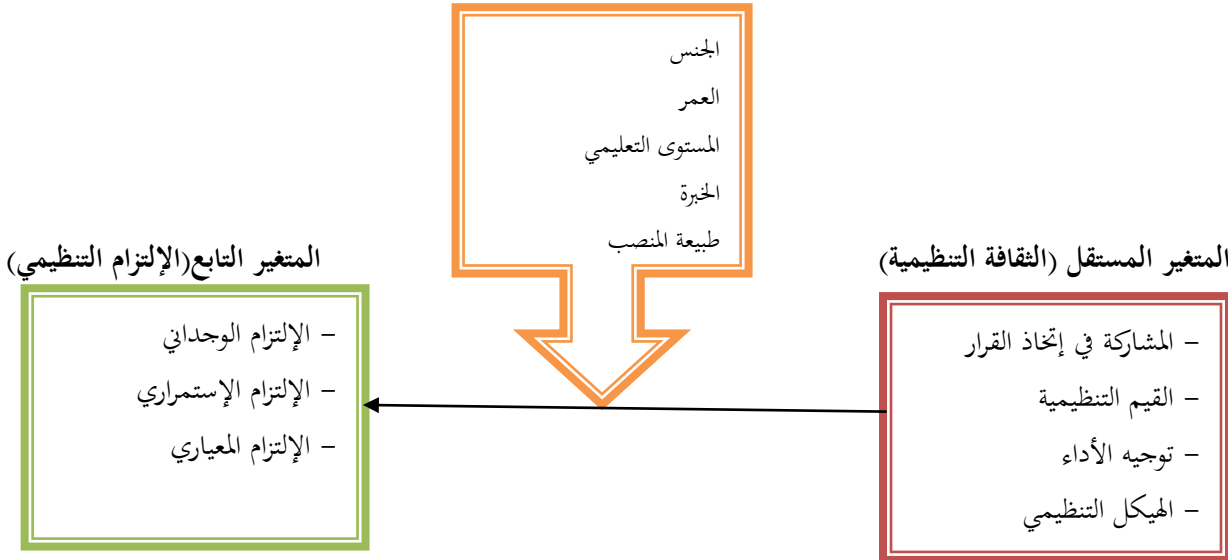 الجنس
العمر
المستوى التعليمي
الخبرة
طبيعة المنصب
المتغير المستقل (الثقافة التنظيمية)
– المشاركة في إتخاذ القرار
– القيم التنظيمية
– توجيه الأداء
– الهيكل التنظيمي
المتغير التابع(الإلتزام التنظيمي)
– الإلتزام الوجداني
– الإلتزام الإستمراري
– الإلتزام المعياري